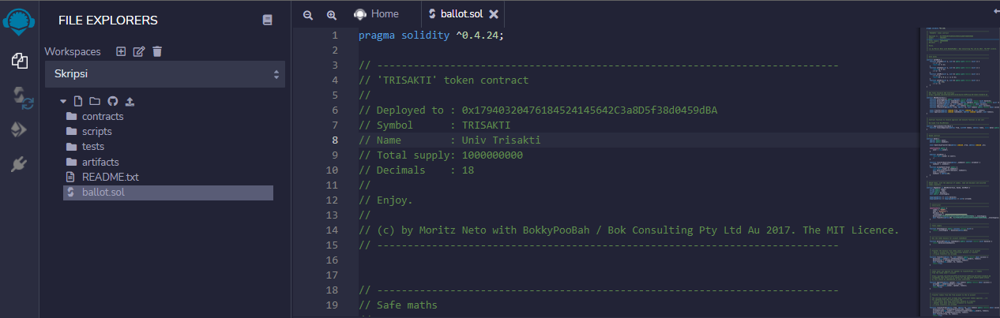 FILE EXPLORERS
Workspaces
Skripsi
contracts
scripts
tests
artifacts
README.txt
ballot.sol
Home
ballot.sol
1 pragma solidity ^0.4.24;
2
3 // ----------------------------------------------------------------------------
4 // 'TRISAKTI' token contract
5 //
6 // Deployed to : 0x17940320476184524145642C3a8D5f38d0459dBA
7 // Symbol      : TRISAKTI
8 // Name        : Univ Trisakti
9 // Total supply: 1000000000
10 // Decimals    : 18
11 //
12 // Enjoy.
13 //
14 // (c) by Moritz Neto with BokkyPooBah / Bok Consulting Pty Ltd Au 2017. The MIT Licence.
15 // ----------------------------------------------------------------------------
16
17
18 // ----------------------------------------------------------------------------
19 // Safe maths